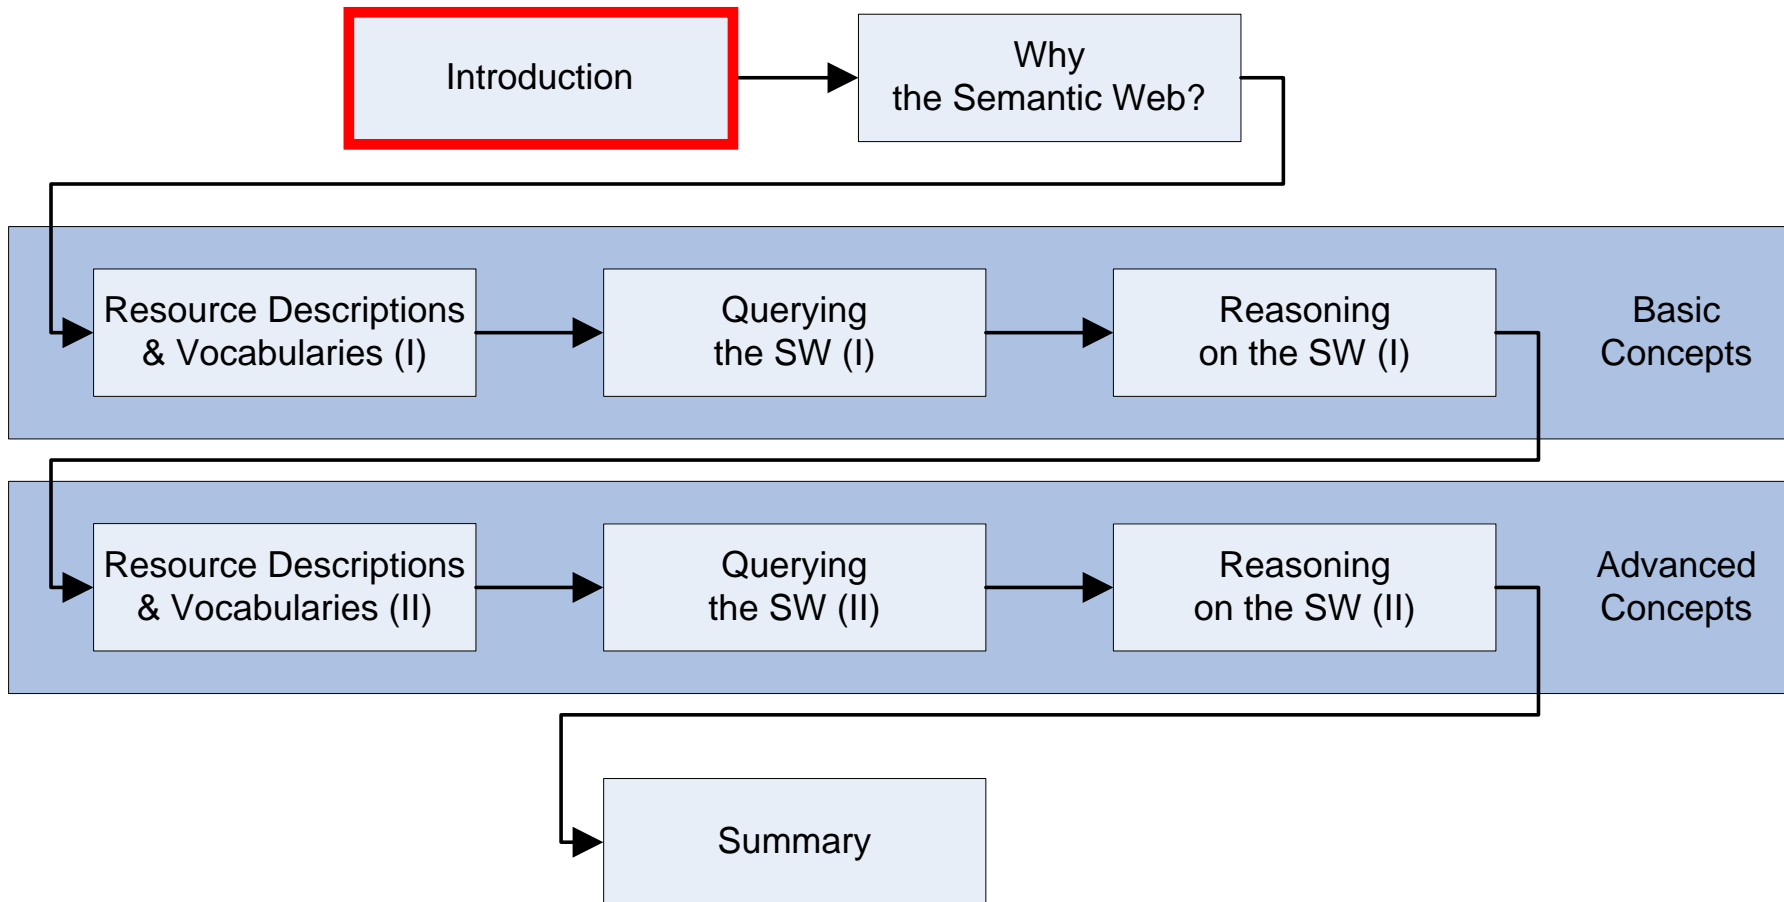 Introduction
Why
the Semantic Web?
Resource Descriptions
& Vocabularies (I)
Querying
the SW (I)
Reasoning
on the SW (I)
Basic
Concepts
Resource Descriptions
& Vocabularies (II)
Querying
the SW (II)
Reasoning
on the SW (II)
Advanced
Concepts
Summary